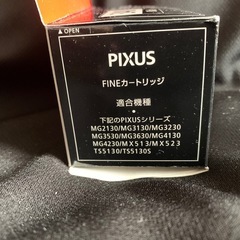 ▲OPEN
PIXUS
FINEカートリッジ
適合機種
下記のPIXUSシリーズ
MG2130/MG3130/MG3230
MG3530/MG3630/MG4130
MG4230/MX513/MX523
TS5130/TS5130S